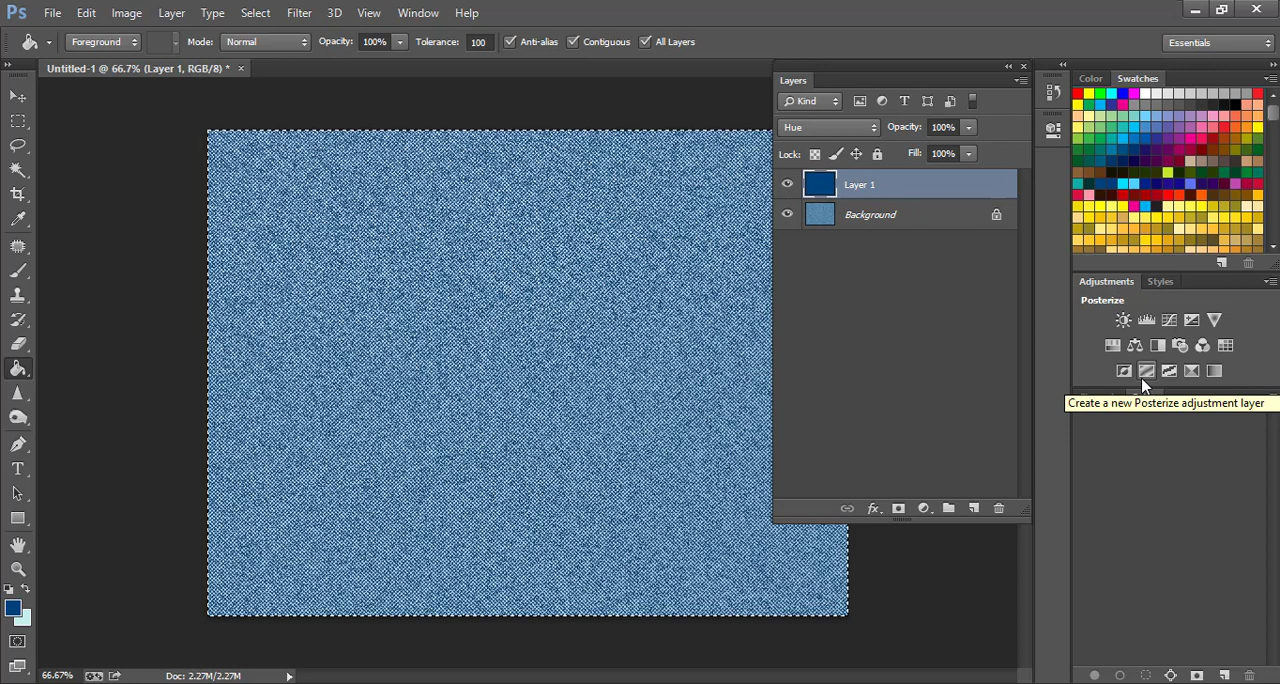 Ps File Edit Image Layer Type Select Filter 3D View Window Help
Foreground Mode: Normal Opacity: 100% Tolerance: 100 Anti-alias Contiguous All Layers Essentials
Untitled-1 @ 66.7% (Layer 1, RGB/8) * ×
Layers
Kind
Hue Opacity: 100%
Lock: Fill: 100%
Layer 1
Background
fx
Color Swatches
Adjustments Styles
Posterize
Create a new Posterize adjustment layer
T
66.67% Doc: 2.27M/2.27M